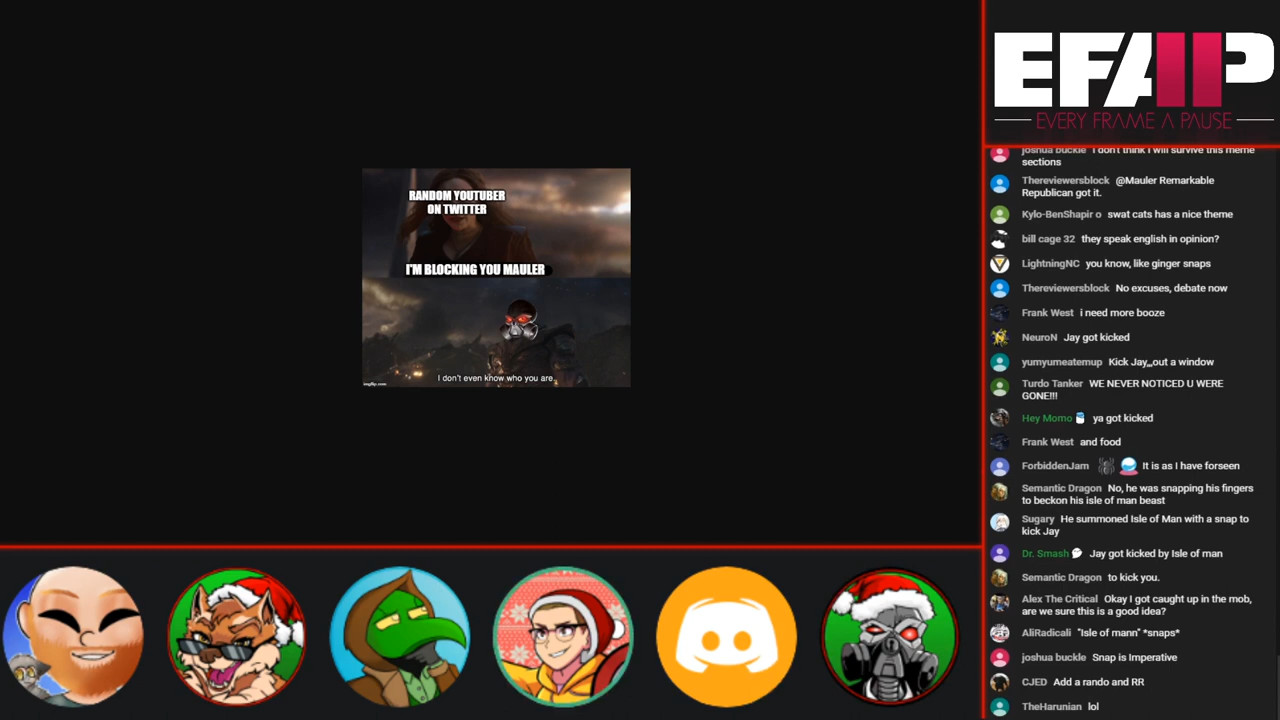 RANDOM YOUTUBER
ON TWITTER
I'M BLOCKING YOU MAULER
I don't even know who you are.
imgflip.com
EFAP
EVERY FRAME A PAUSE
joshua buckle I don't think I will survive this meme
sections
Thereviewersblock @Mauler Remarkable
Republican got it.
Kylo-BenShapir o swat cats has a nice theme
bill cage 32 they speak english in opinion?
LightningNC you know, like ginger snaps
Thereviewersblock No excuses, debate now
Frank West i need more booze
NeuroN Jay got kicked
yumyumeatemup Kick Jay,,,out a window
Turdo Tanker WE NEVER NOTICED U WERE
GONE!!!
Hey Momo ya got kicked
Frank West and food
ForbiddenJam It is as I have forseen
Semantic Dragon No, he was snapping his fingers
to beckon his isle of man beast
Sugary He summoned Isle of Man with a snap to
kick Jay
Dr. Smash Jay got kicked by Isle of man
Semantic Dragon to kick you.
Alex The Critical Okay I got caught up in the mob,
are we sure this is a good idea?
AliRadicali "Isle of mann" *snaps*
joshua buckle Snap is Imperative
CJED Add a rando and RR
TheHarunian lol